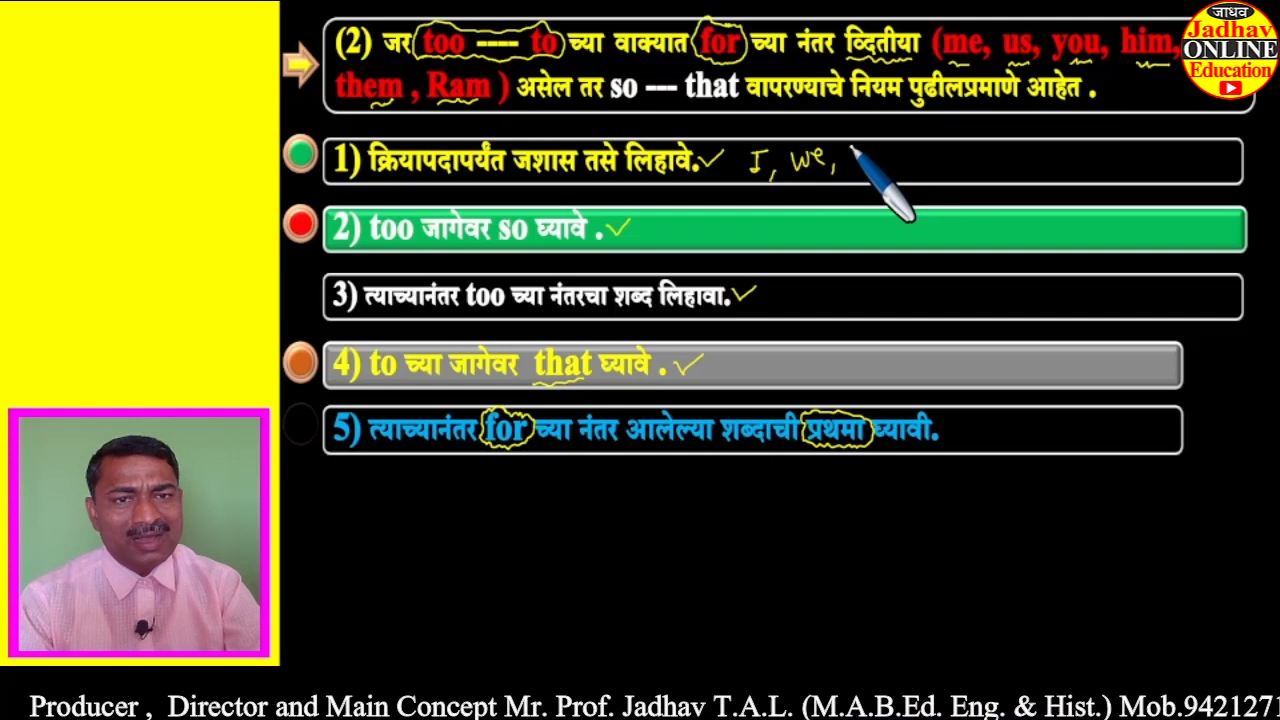 (2) जर too ---- to च्या वाक्यात for च्या नंतर व्दितीया (me, us, you, him,
them , Ram ) असेल तर so --- that वापरण्याचे नियम पुढीलप्रमाणे आहेत .
जाधव
Jadhav
ONLINE
Education
1) क्रियापदापर्यंत जशास तसे लिहावे. I, we,
2) too जागेवर so घ्यावे .
3) त्याच्यानंतर too च्या नंतरचा शब्द लिहावा.
4) to च्या जागेवर that घ्यावे .
5) त्याच्यानंतर for च्या नंतर आलेल्या शब्दाची प्रथमा घ्यावी.
Producer , Director and Main Concept Mr. Prof. Jadhav T.A.L. (M.A.B.Ed. Eng. & Hist.) Mob.9421271